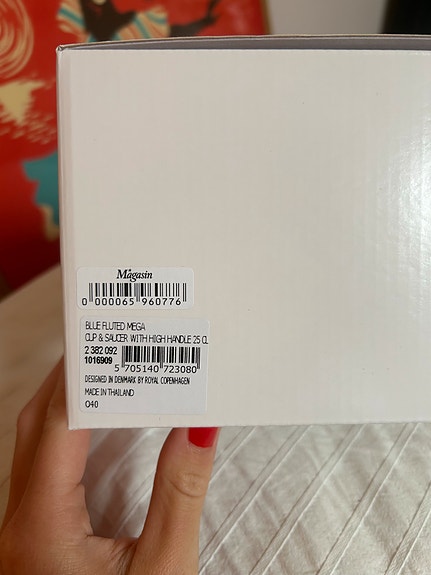 Magasin
0 000065 960776
BLUE FLUTED MEGA
CUP & SAUCER WITH HIGH HANDLE 25 CL
2 382 092
1016909
5 705140 723080
DESIGNED IN DENMARK BY ROYAL COPENHAGEN
MADE IN THAILAND
O40